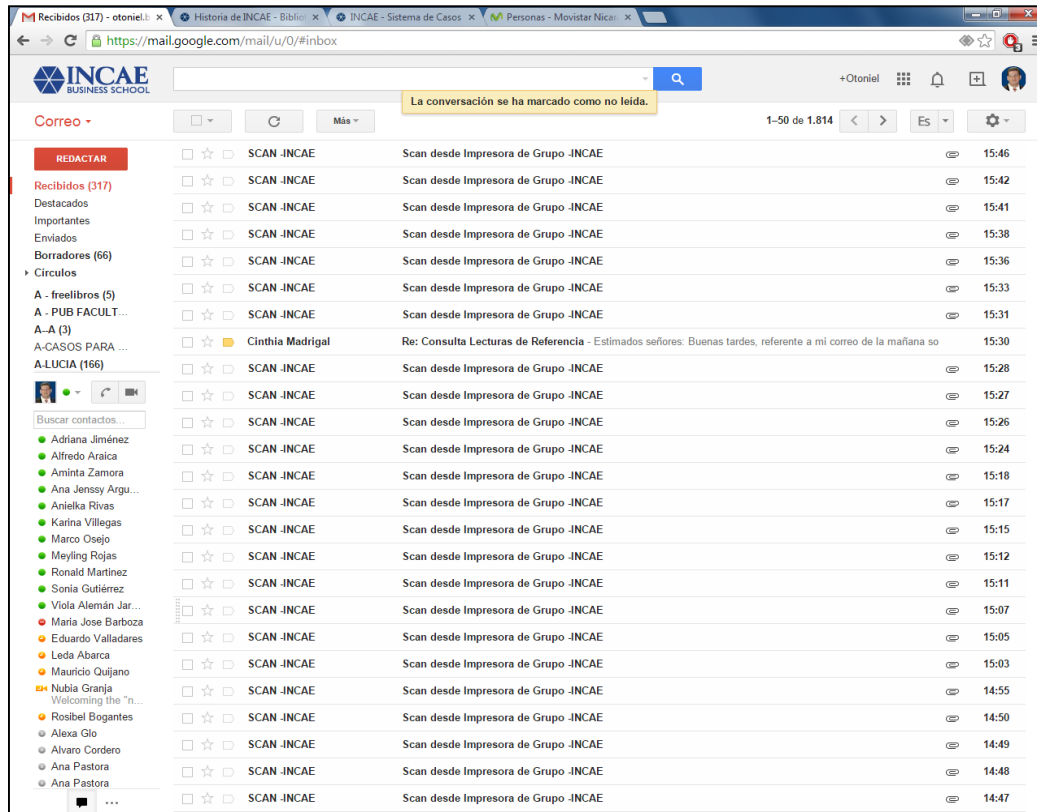 Recibidos (317) - otoniel.b
Historia de INCAE - Bibliot
INCAE - Sistema de Casos
Personas - Movistar Nicar
https://mail.google.com/mail/u/0/#inbox
3
INCAE
BUSINESS SCHOOL
+Otoniel
La conversación se ha marcado como no leída.
Correo
Más
1–50 de 1.814
Es
REDACTAR
Recibidos (317)
Destacados
Importantes
Enviados
Borradores (66)
Círculos
A - freelibros (5)
A - PUB FACULT...
A--A (3)
A-CASOS PARA ...
A-LUCIA (166)
Buscar contactos...
Adriana Jiménez
Alfredo Araica
Aminta Zamora
Ana Jenssy Argu...
Anielka Rivas
Karina Villegas
Marco Osejo
Meyling Rojas
Ronald Martinez
Sonia Gutiérrez
Viola Alemán Jar...
Maria Jose Barboza
Eduardo Valladares
Leda Abarca
Mauricio Quijano
Nubia Granja
Welcoming the "n...
Rosibel Bogantes
Alexa Glo
Alvaro Cordero
Ana Pastora
Ana Pastora
SCAN -INCAE Scan desde Impresora de Grupo -INCAE 15:46
SCAN -INCAE Scan desde Impresora de Grupo -INCAE 15:42
SCAN -INCAE Scan desde Impresora de Grupo -INCAE 15:41
SCAN -INCAE Scan desde Impresora de Grupo -INCAE 15:38
SCAN -INCAE Scan desde Impresora de Grupo -INCAE 15:36
SCAN -INCAE Scan desde Impresora de Grupo -INCAE 15:33
SCAN -INCAE Scan desde Impresora de Grupo -INCAE 15:31
Cinthia Madrigal Re: Consulta Lecturas de Referencia - Estimados señores: Buenas tardes, referente a mi correo de la mañana so 15:30
SCAN -INCAE Scan desde Impresora de Grupo -INCAE 15:28
SCAN -INCAE Scan desde Impresora de Grupo -INCAE 15:27
SCAN -INCAE Scan desde Impresora de Grupo -INCAE 15:26
SCAN -INCAE Scan desde Impresora de Grupo -INCAE 15:24
SCAN -INCAE Scan desde Impresora de Grupo -INCAE 15:18
SCAN -INCAE Scan desde Impresora de Grupo -INCAE 15:17
SCAN -INCAE Scan desde Impresora de Grupo -INCAE 15:15
SCAN -INCAE Scan desde Impresora de Grupo -INCAE 15:12
SCAN -INCAE Scan desde Impresora de Grupo -INCAE 15:11
SCAN -INCAE Scan desde Impresora de Grupo -INCAE 15:07
SCAN -INCAE Scan desde Impresora de Grupo -INCAE 15:05
SCAN -INCAE Scan desde Impresora de Grupo -INCAE 15:03
SCAN -INCAE Scan desde Impresora de Grupo -INCAE 14:55
SCAN -INCAE Scan desde Impresora de Grupo -INCAE 14:50
SCAN -INCAE Scan desde Impresora de Grupo -INCAE 14:49
SCAN -INCAE Scan desde Impresora de Grupo -INCAE 14:48
SCAN -INCAE Scan desde Impresora de Grupo -INCAE 14:47